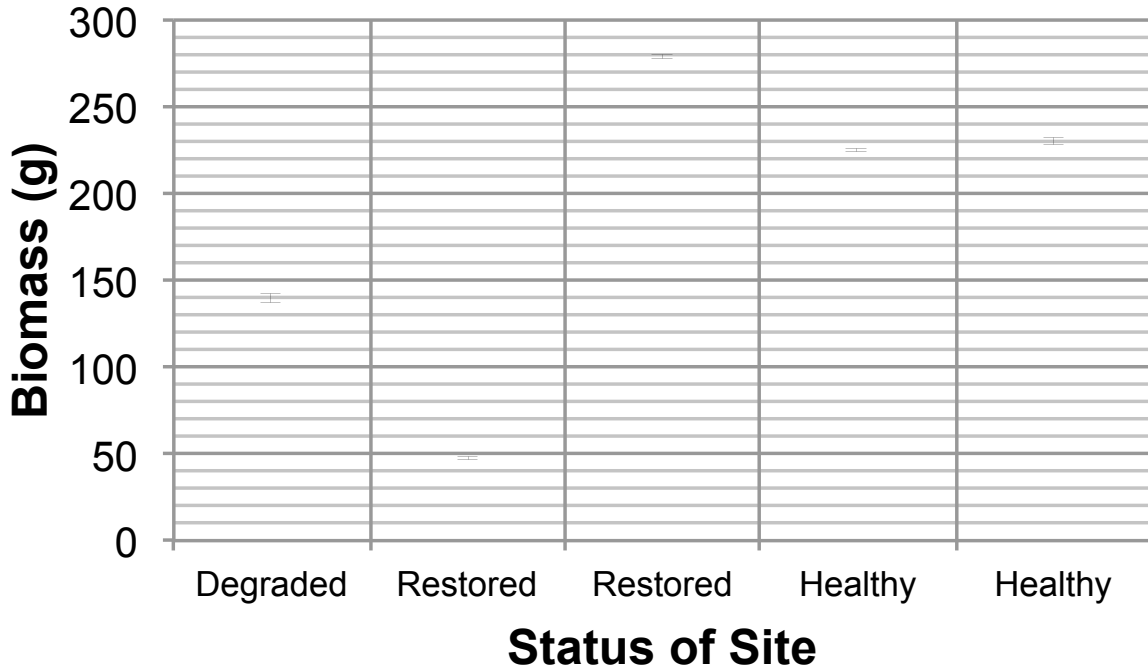 300
250
200
150
100
50
0
Biomass (g)
Degraded Restored Restored Healthy Healthy
Status of Site